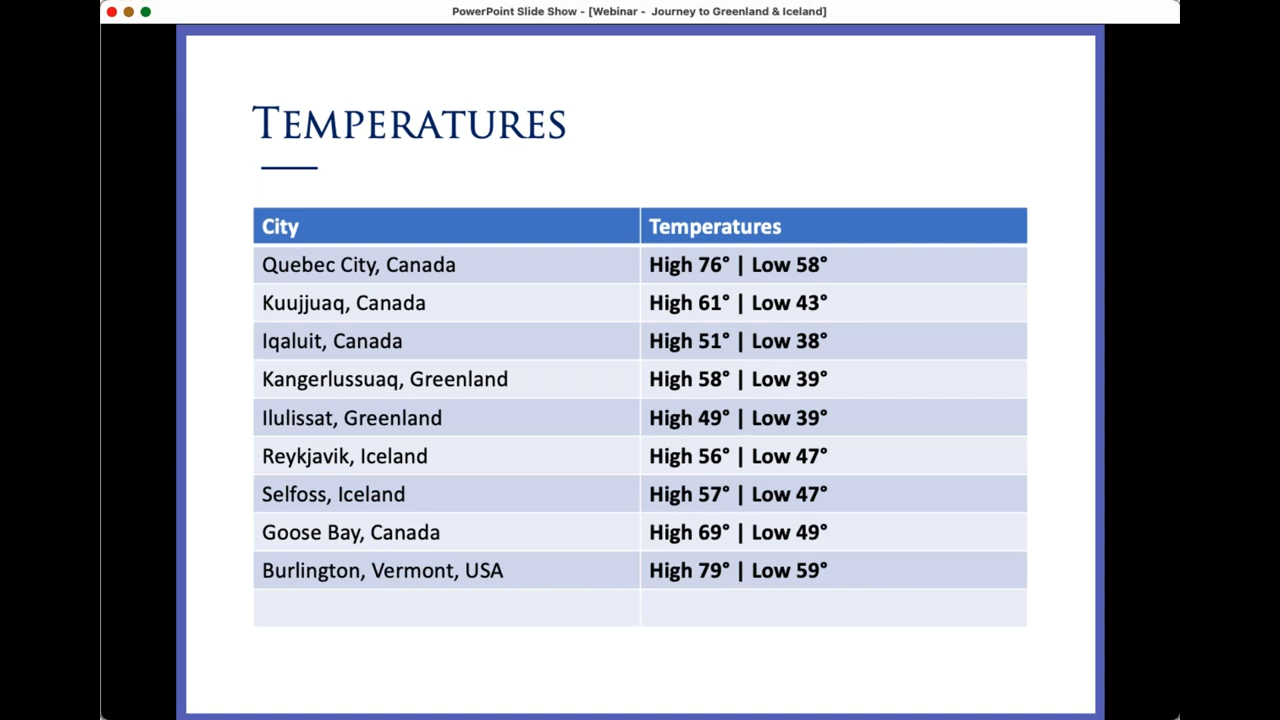 PowerPoint Slide Show - [Webinar - Journey to Greenland & Iceland]
TEMPERATURES
City Temperatures
Quebec City, Canada High 76° | Low 58°
Kuujjuaq, Canada High 61° | Low 43°
Iqaluit, Canada High 51° | Low 38°
Kangerlussuaq, Greenland High 58° | Low 39°
Ilulissat, Greenland High 49° | Low 39°
Reykjavik, Iceland High 56° | Low 47°
Selfoss, Iceland High 57° | Low 47°
Goose Bay, Canada High 69° | Low 49°
Burlington, Vermont, USA High 79° | Low 59°